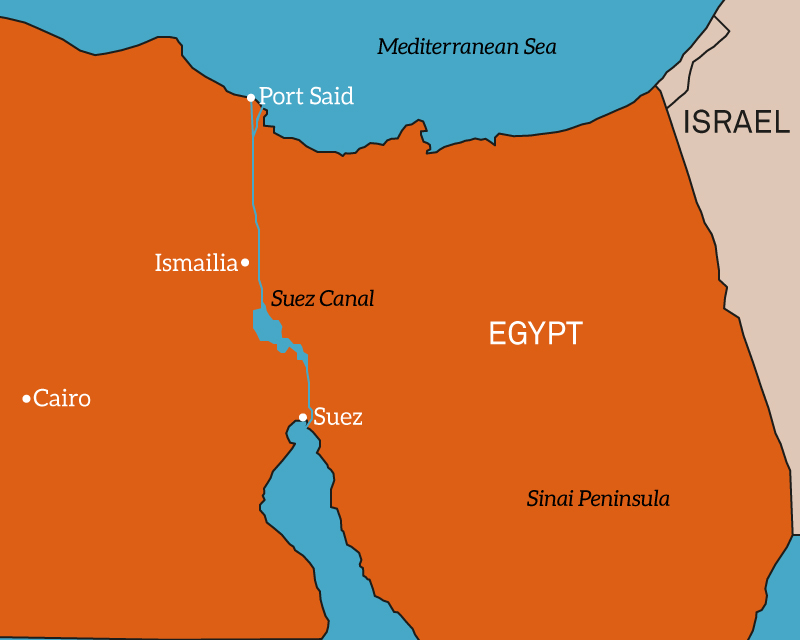 Mediterranean Sea
Port Said
ISRAEL
Ismailia
Suez Canal
EGYPT
Cairo
Suez
Sinai Peninsula